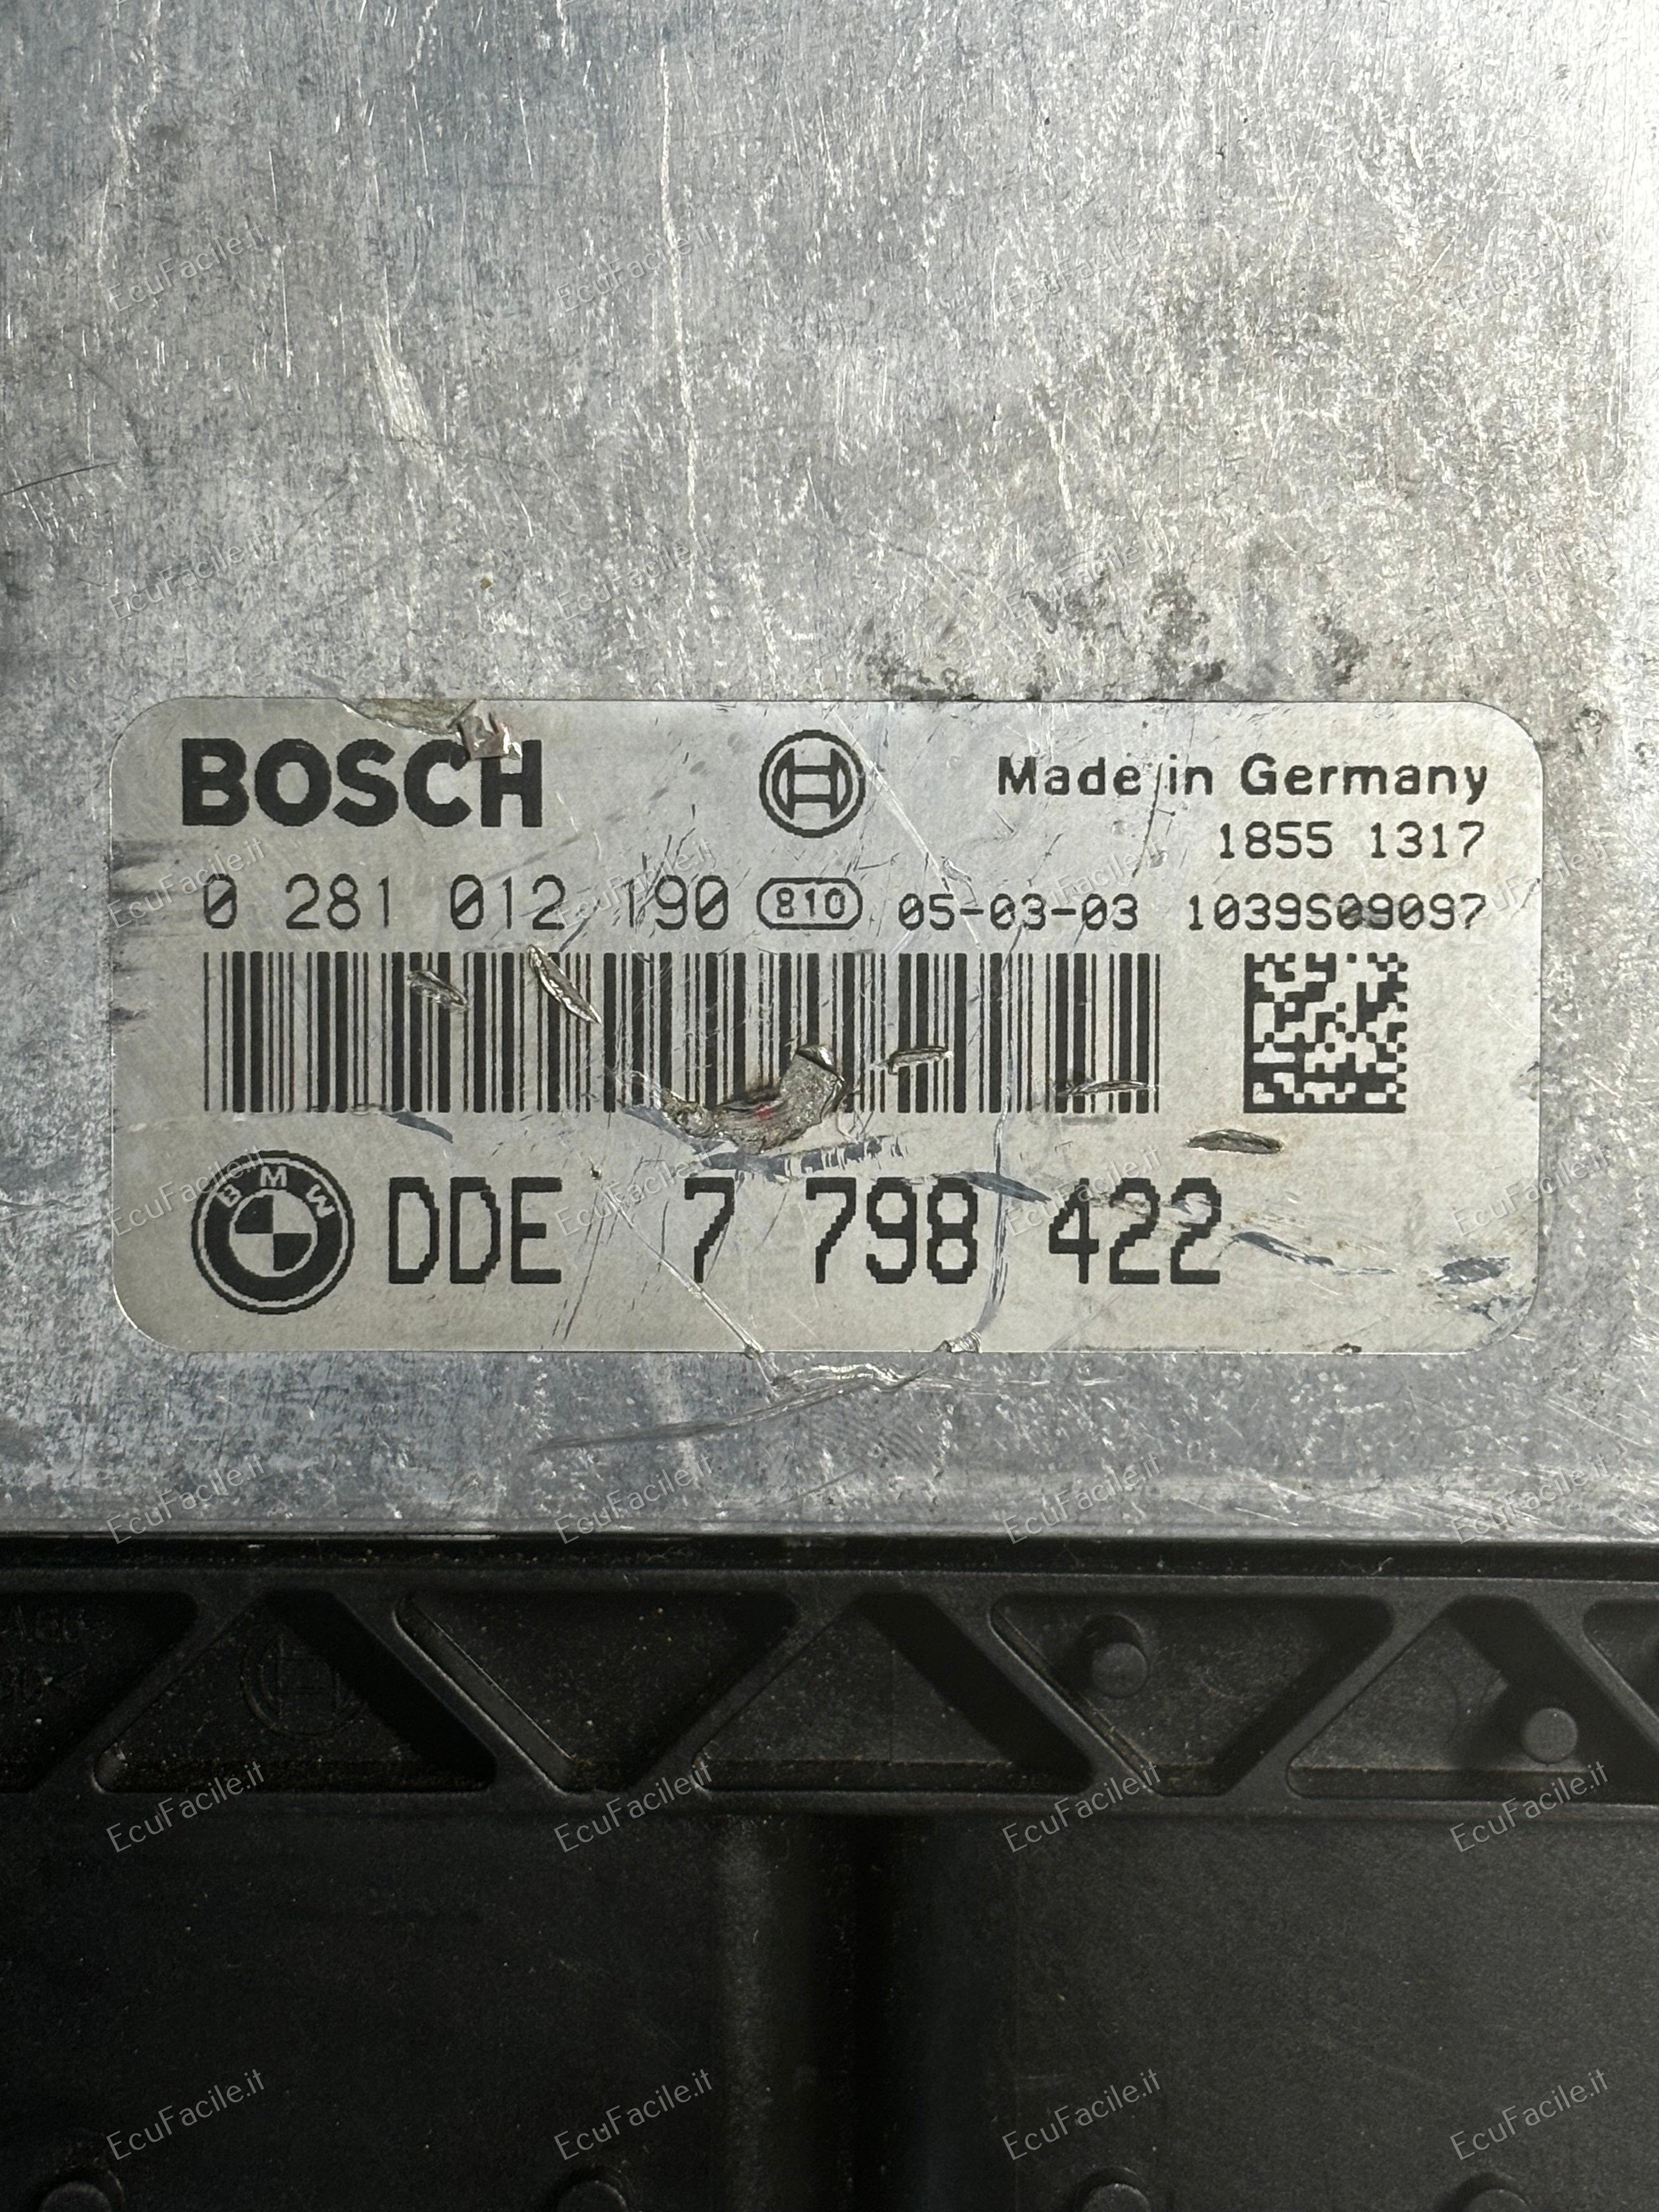 BOSCH
Made in Germany
1855 1317
0 281 012 190 810 05-03-03 1039S09097
BMW
DDE 7 798 422
EcuFacile.it